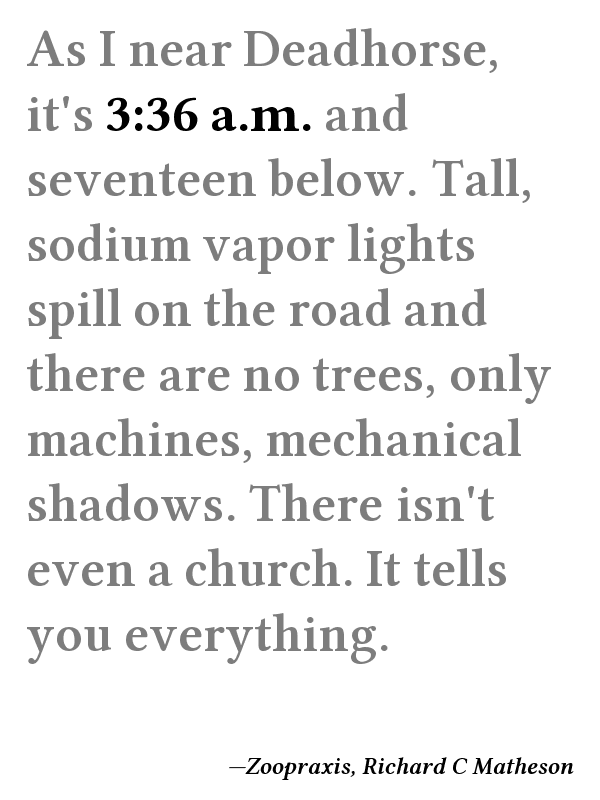 As I near Deadhorse,
it's 3:36 a.m. and
seventeen below. Tall,
sodium vapor lights
spill on the road and
there are no trees, only
machines, mechanical
shadows. There isn't
even a church. It tells
you everything.
—Zoopraxis, Richard C Matheson